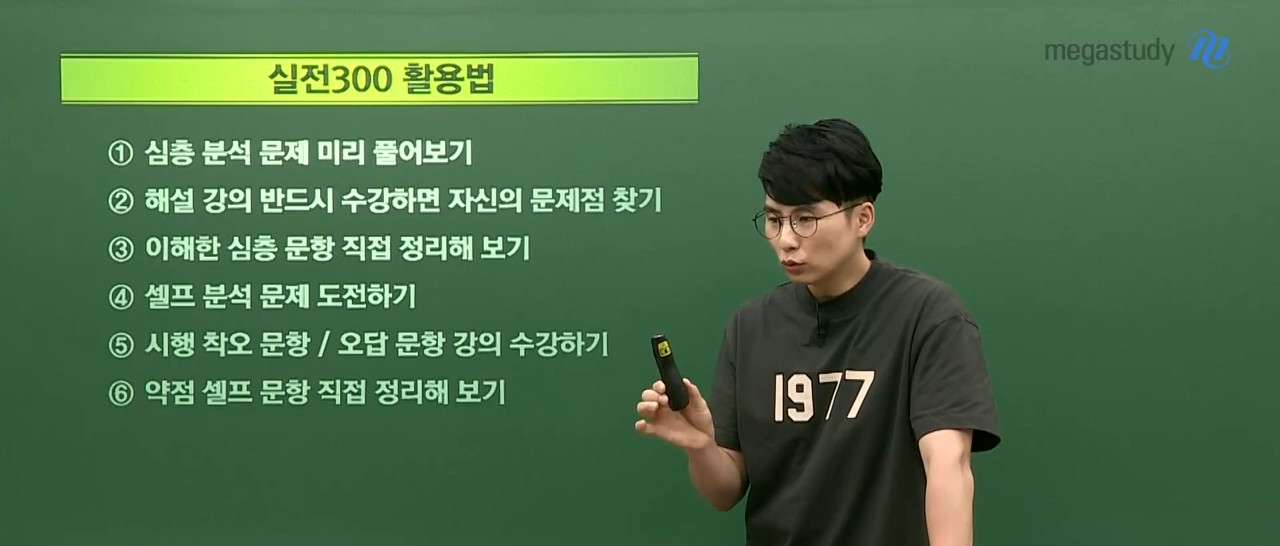 megastudy
실전300 활용법
① 심층 분석 문제 미리 풀어보기
② 해설 강의 반드시 수강하면 자신의 문제점 찾기
③ 이해한 심층 문항 직접 정리해 보기
④ 셀프 분석 문제 도전하기
⑤ 시행 착오 문항 / 오답 문항 강의 수강하기
⑥ 약점 셀프 문항 직접 정리해 보기
1977